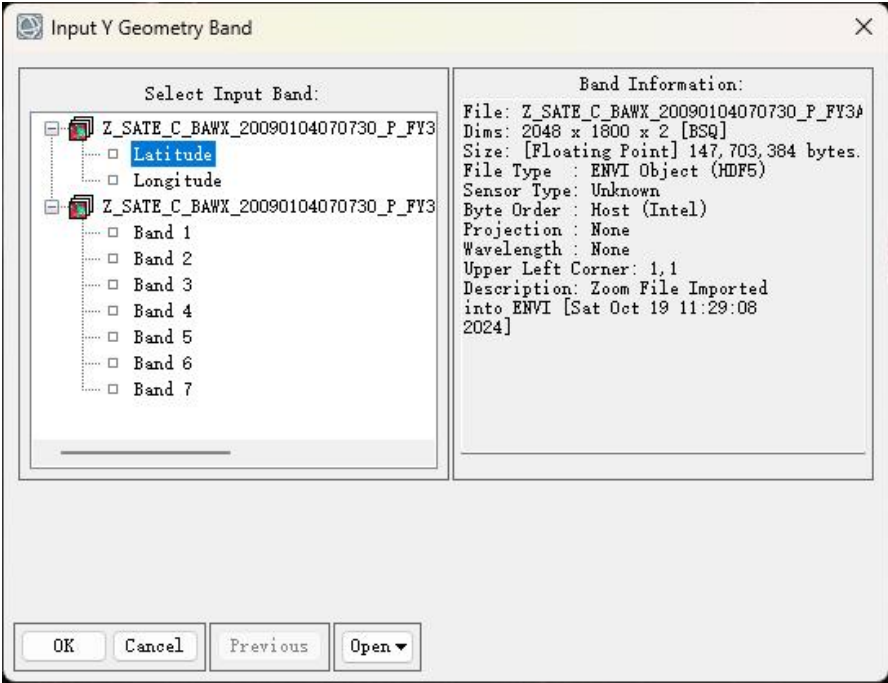 Input Y Geometry Band
Select Input Band:
Z_SATE_C_BAWX_20090104070730_P_FY3
Latitude
Longitude
Z_SATE_C_BAWX_20090104070730_P_FY3
Band 1
Band 2
Band 3
Band 4
Band 5
Band 6
Band 7
Band Information:
File: Z_SATE_C_BAWX_20090104070730_P_FY3A
Dims: 2048 x 1800 x 2 [BSQ]
Size: [Floating Point] 147,703,384 bytes.
File Type  : ENVI Object (HDF5)
Sensor Type: Unknown
Byte Order : Host (Intel)
Projection : None
Wavelength : None
Upper Left Corner: 1,1
Description: Zoom File Imported
into ENVI [Sat Oct 19 11:29:08
2024]
OK Cancel Previous Open